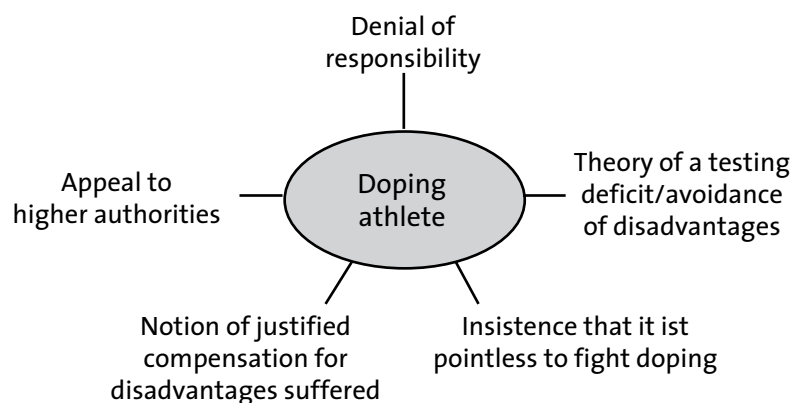 Denial of
responsibility
Appeal to
higher authorities
Doping
athlete
Theory of a testing
deficit/avoidance
of disadvantages
Notion of justified
compensation for
disadvantages suffered
Insistence that it ist
pointless to fight doping